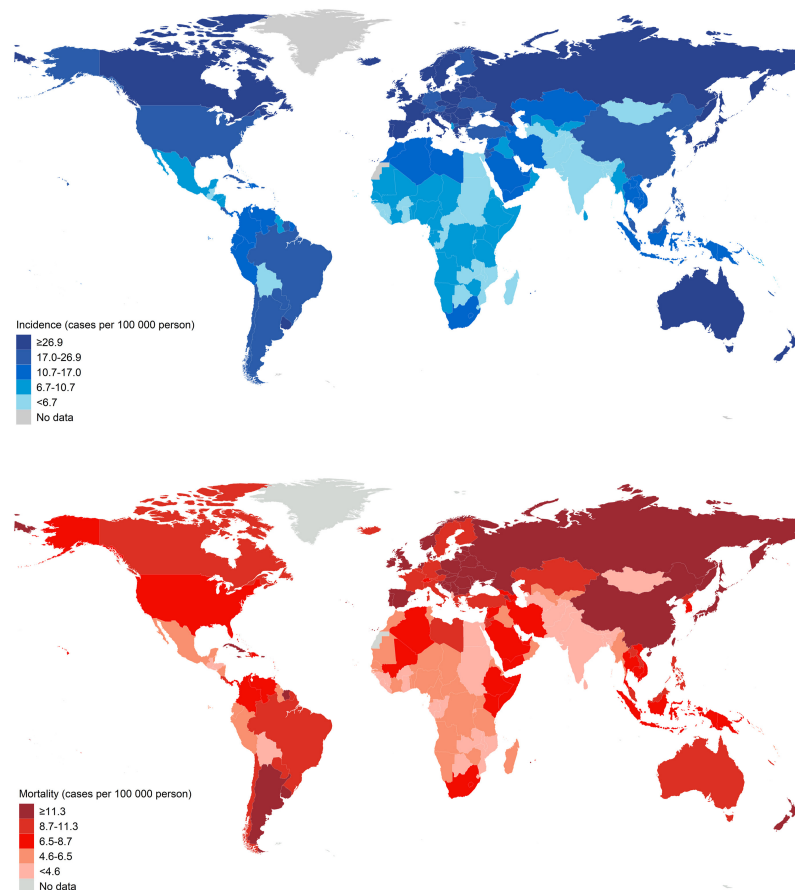 Incidence (cases per 100 000 person)
≥26.9
17.0-26.9
10.7-17.0
6.7-10.7
<6.7
No data
Mortality (cases per 100 000 person)
≥11.3
8.7-11.3
6.5-8.7
4.6-6.5
<4.6
No data